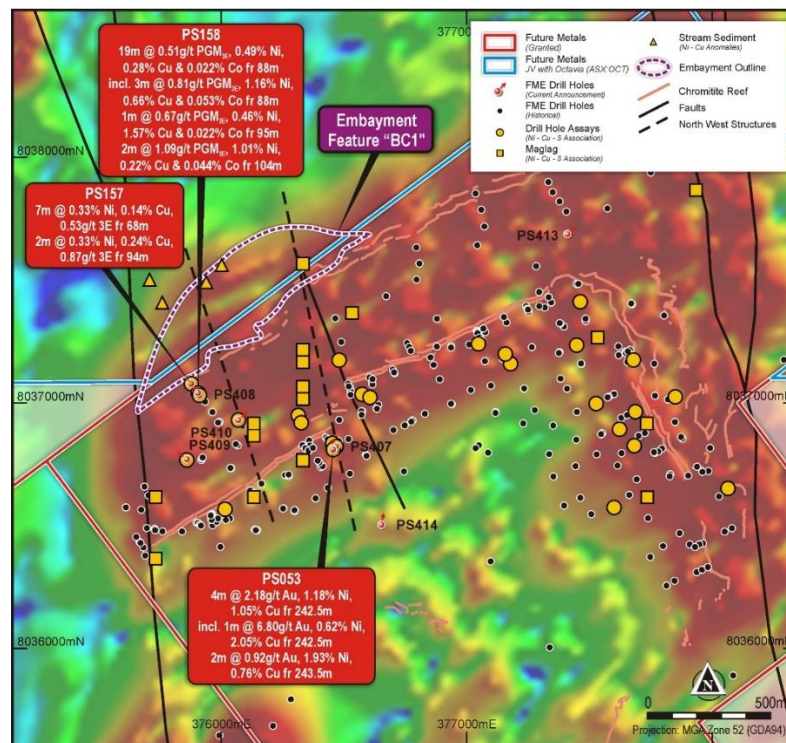 PS158
19m @ 0.51g/t PGM3E, 0.49% Ni,
0.28% Cu & 0.022% Co fr 88m
incl. 3m @ 0.81g/t PGM3E, 1.16% Ni,
0.66% Cu & 0.053% Co fr 88m
1m @ 0.67g/t PGM3E, 0.46% Ni,
1.57% Cu & 0.022% Co fr 95m
2m @ 1.09g/t PGM3E, 1.01% Ni,
0.22% Cu & 0.044% Co fr 104m
PS157
7m @ 0.33% Ni, 0.14% Cu,
0.53g/t 3E fr 68m
2m @ 0.33% Ni, 0.24% Cu,
0.87g/t 3E fr 94m
Embayment
Feature "BC1"
Future Metals
(Granted)
Future Metals
JV with Octavia (ASX:OCT)
FME Drill Holes
(Current Announcement)
FME Drill Holes
(Historical)
Drill Hole Assays
(Ni - Cu - S Association)
Maglag
(Ni - Cu - S Association)
Stream Sediment
(Ni - Cu Anomalies)
Embayment Outline
Chromitite Reef
Faults
North West Structures
8038000mN
8037000mN
8037000mN
8036000mN
8036000mN
376000mE
377000mE
PS413
PS408
PS410
PS409
PS407
PS414
PS053
4m @ 2.18g/t Au, 1.18% Ni,
1.05% Cu fr 242.5m
incl. 1m @ 6.80g/t Au, 0.62% Ni,
2.05% Cu fr 242.5m
2m @ 0.92g/t Au, 1.93% Ni,
0.76% Cu fr 243.5m
N
0 500m
Projection: MGA Zone 52 (GDA94)